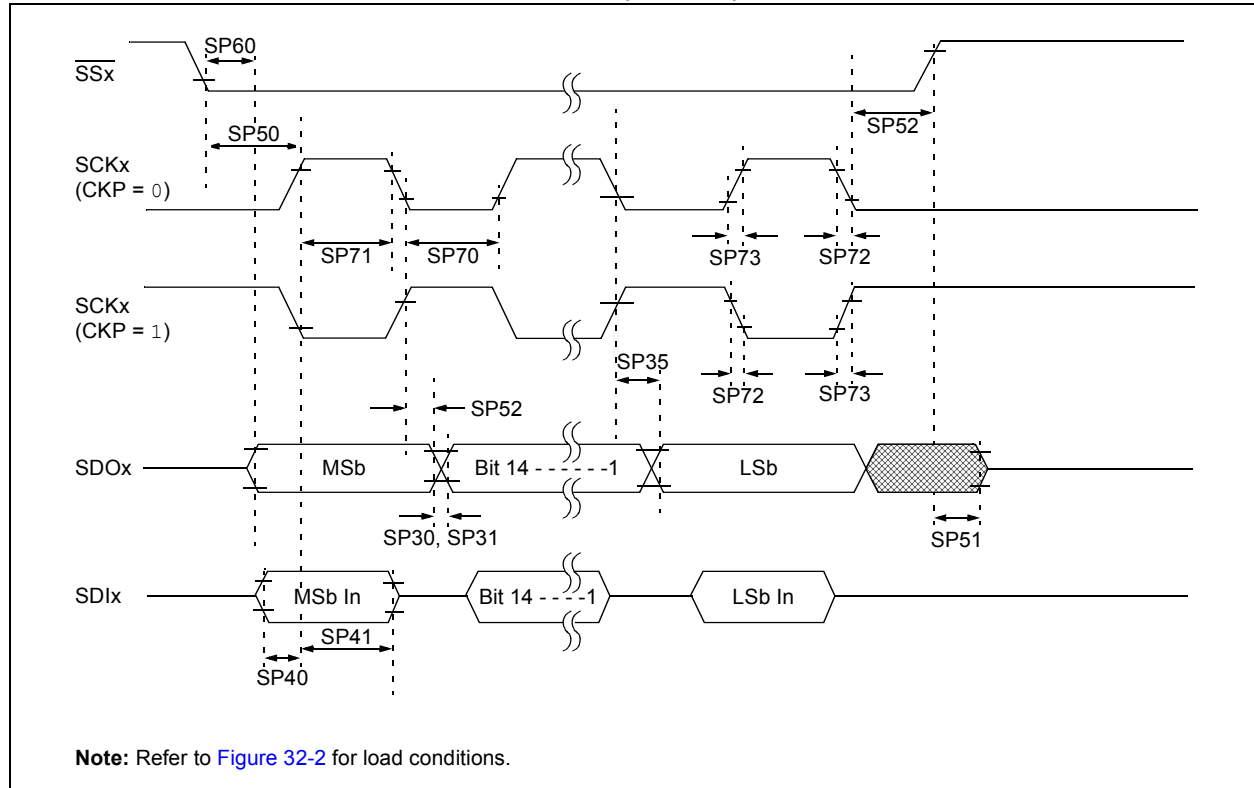 SP60
SSx
SP50
SP52
SCKx
(CKP = 0)
SP71
SP70
SP73
SP72
SCKx
(CKP = 1)
SP35
SP72
SP73
SP52
SDOx
MSb
Bit 14 - - - - - -1
LSb
SP30, SP31
SP51
SDIx
MSb In
Bit 14 - - - -1
LSb In
SP41
SP40
Note: Refer to Figure 32-2 for load conditions.